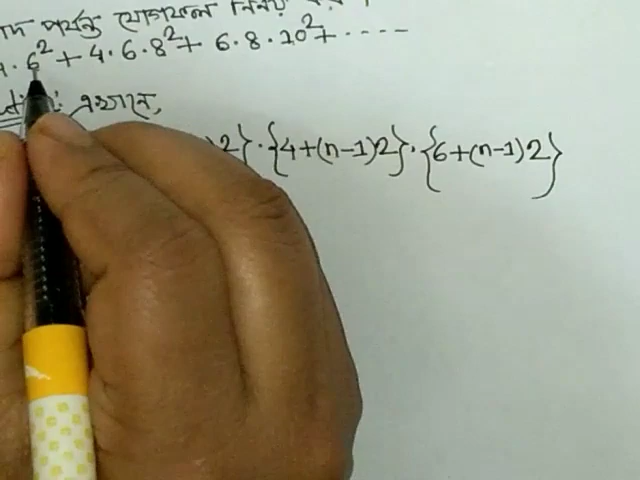 পর্যন্ত যোগফল নির্ণয়
4 · 6² + 4 · 6 · 8² + 6 · 8 · 10² + - - - -
এখানে,
2} · {4+(n-1)2} · {6+(n-1)2}